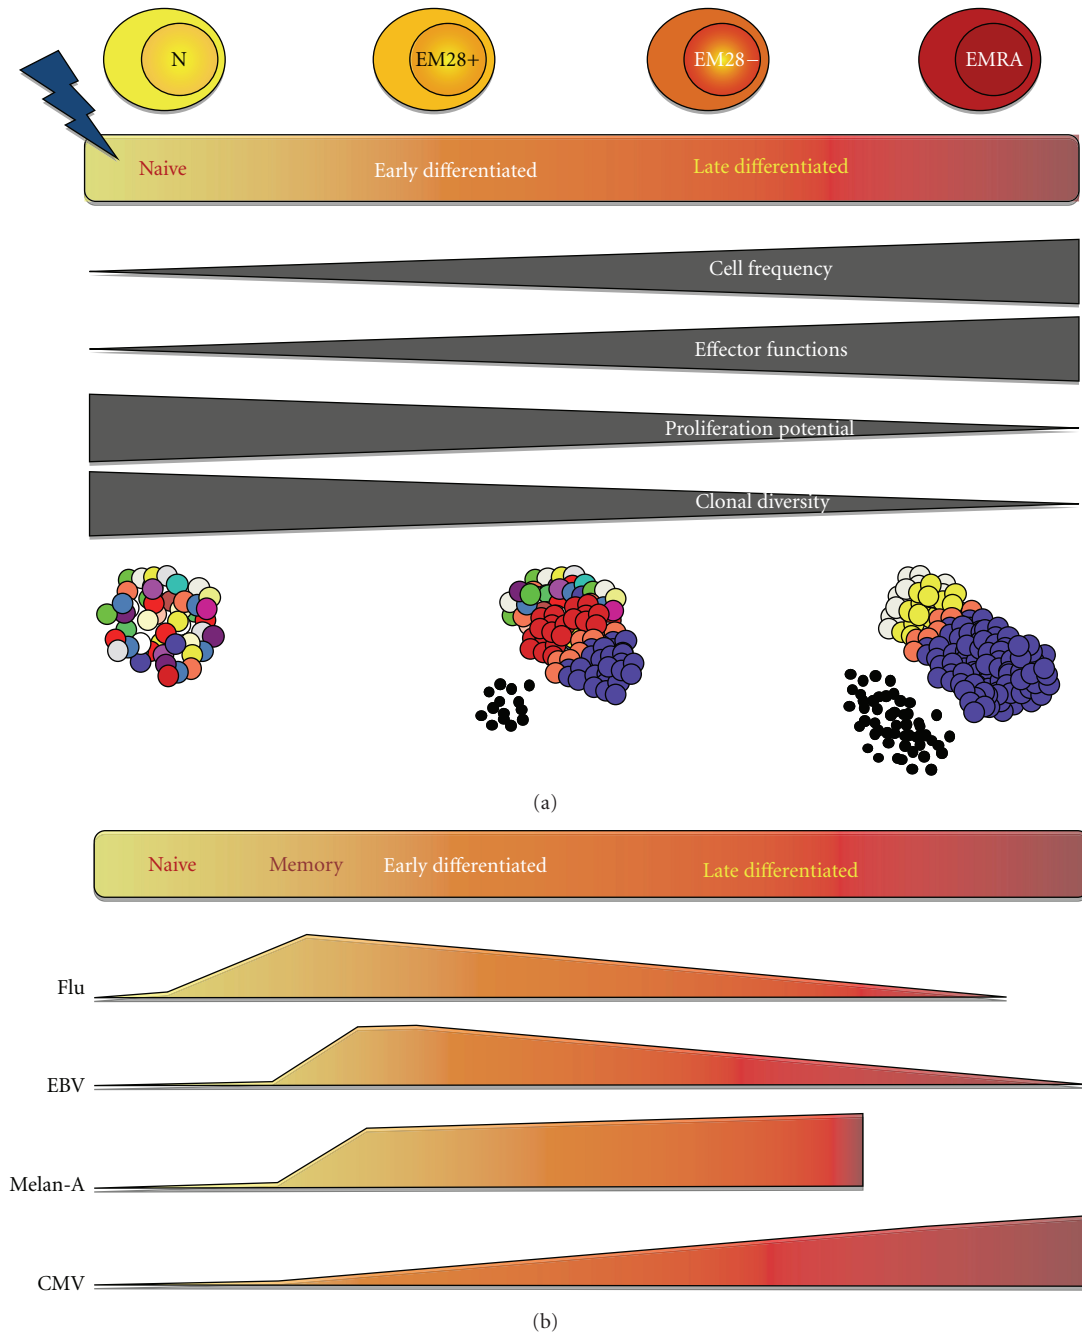 N
EM28+
EM28−
EMRA
Naive
Early differentiated
Late differentiated
Cell frequency
Effector functions
Proliferation potential
Clonal diversity
(a)
Naive
Memory
Early differentiated
Late differentiated
Flu
EBV
Melan-A
CMV
(b)